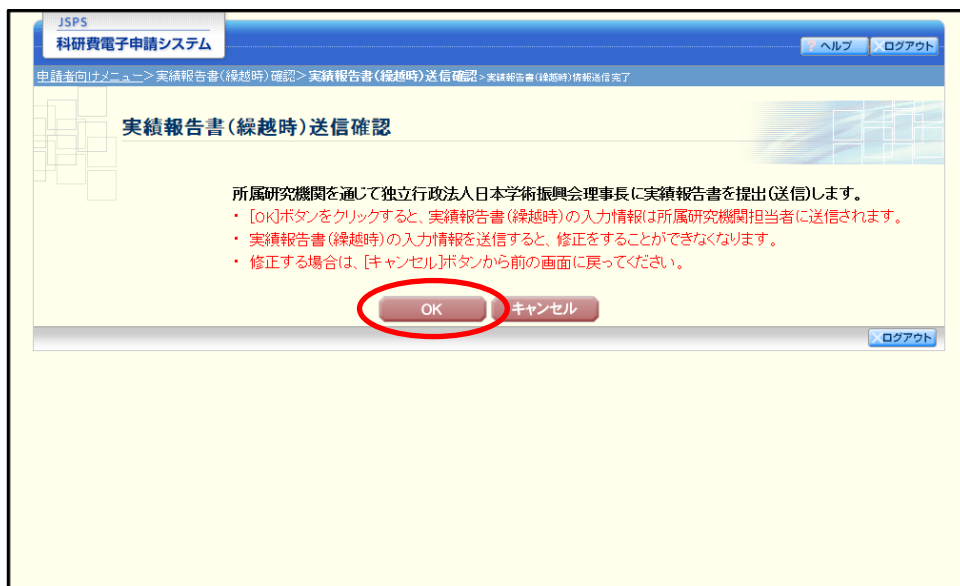 JSPS
科研費電子申請システム
? ヘルプ
ログアウト
申請者向けメニュー>実績報告書(繰越時)確認>実績報告書(繰越時)送信確認>実績報告書(繰越時)情報送信完了
実績報告書(繰越時)送信確認
所属研究機関を通じて独立行政法人日本学術振興会理事長に実績報告書を提出(送信)します。
・ [OK]ボタンをクリックすると、実績報告書(繰越時)の入力情報は所属研究機関担当者に送信されます。
・ 実績報告書(繰越時)の入力情報を送信すると、修正をすることができなくなります。
・ 修正する場合は、[キャンセル]ボタンから前の画面に戻ってください。
OK
キャンセル
ログアウト